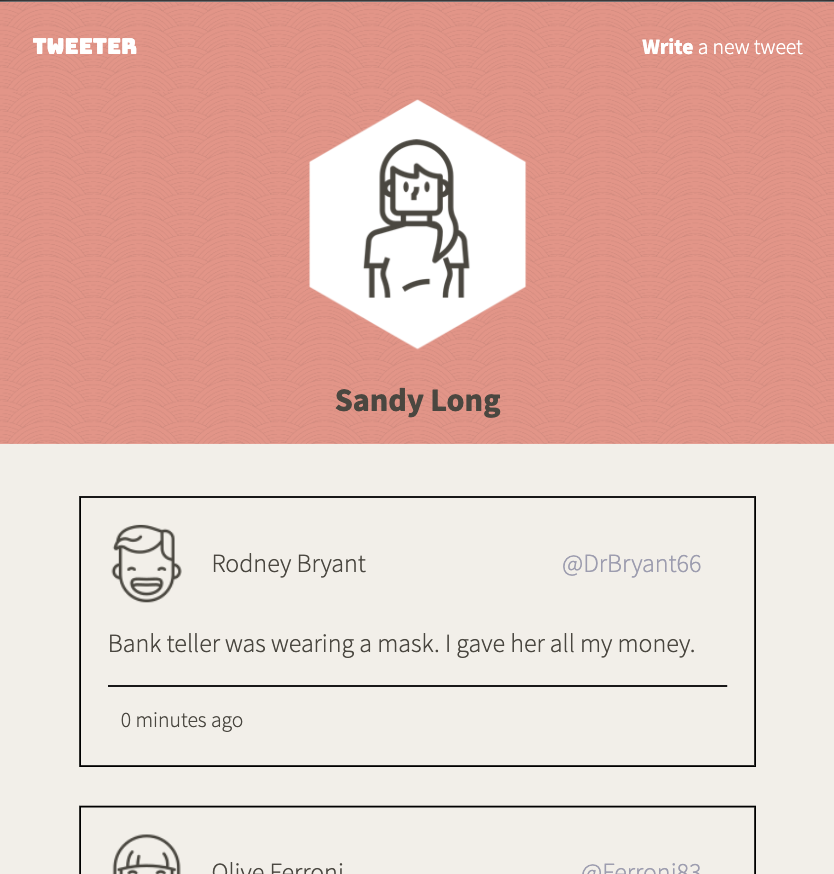 TWEETER
Write a new tweet
Sandy Long
Rodney Bryant @DrBryant66
Bank teller was wearing a mask. I gave her all my money.
0 minutes ago
Olive Ferroni @Ferroni83